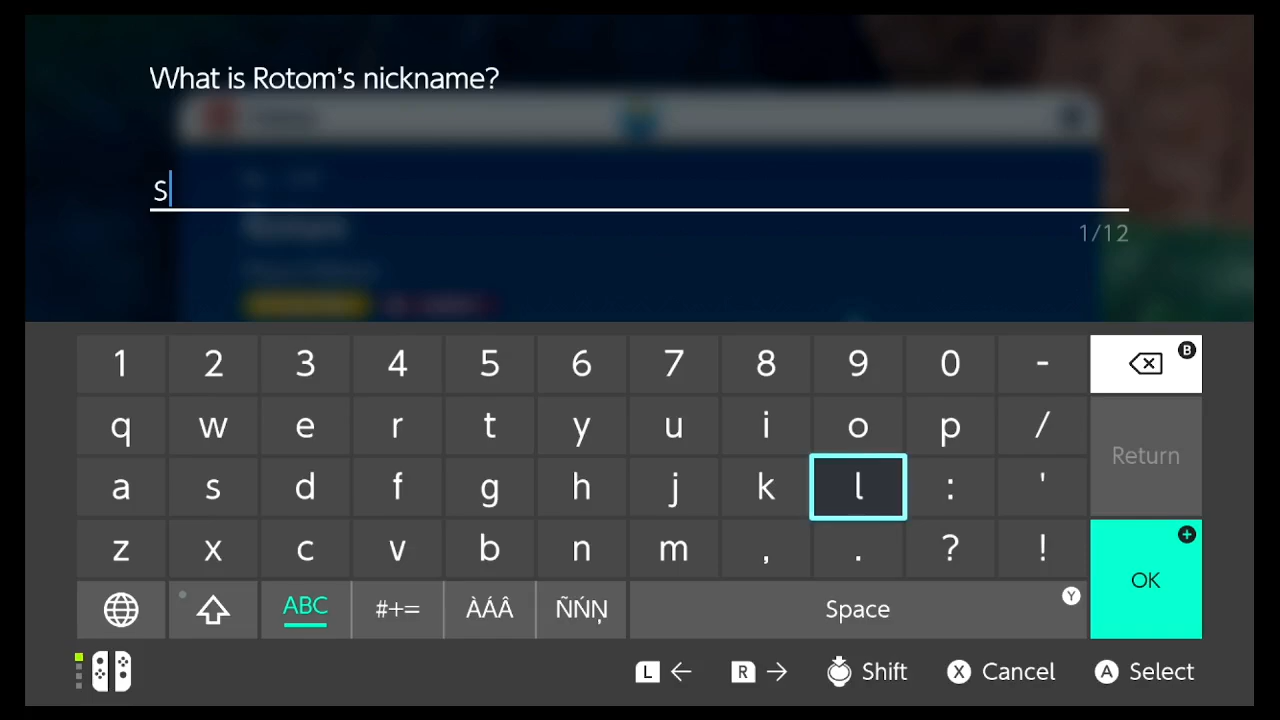 What is Rotom's nickname?
S
1/12
1 2 3 4 5 6 7 8 9 0 - B
q w e r t y u i o p /
Return
a s d f g h j k l : '
z x c v b n m , . ? ! +
OK
ABC #+= ÀÁÂ ÑŃŅ Space Y
L ← R → Shift X Cancel A Select